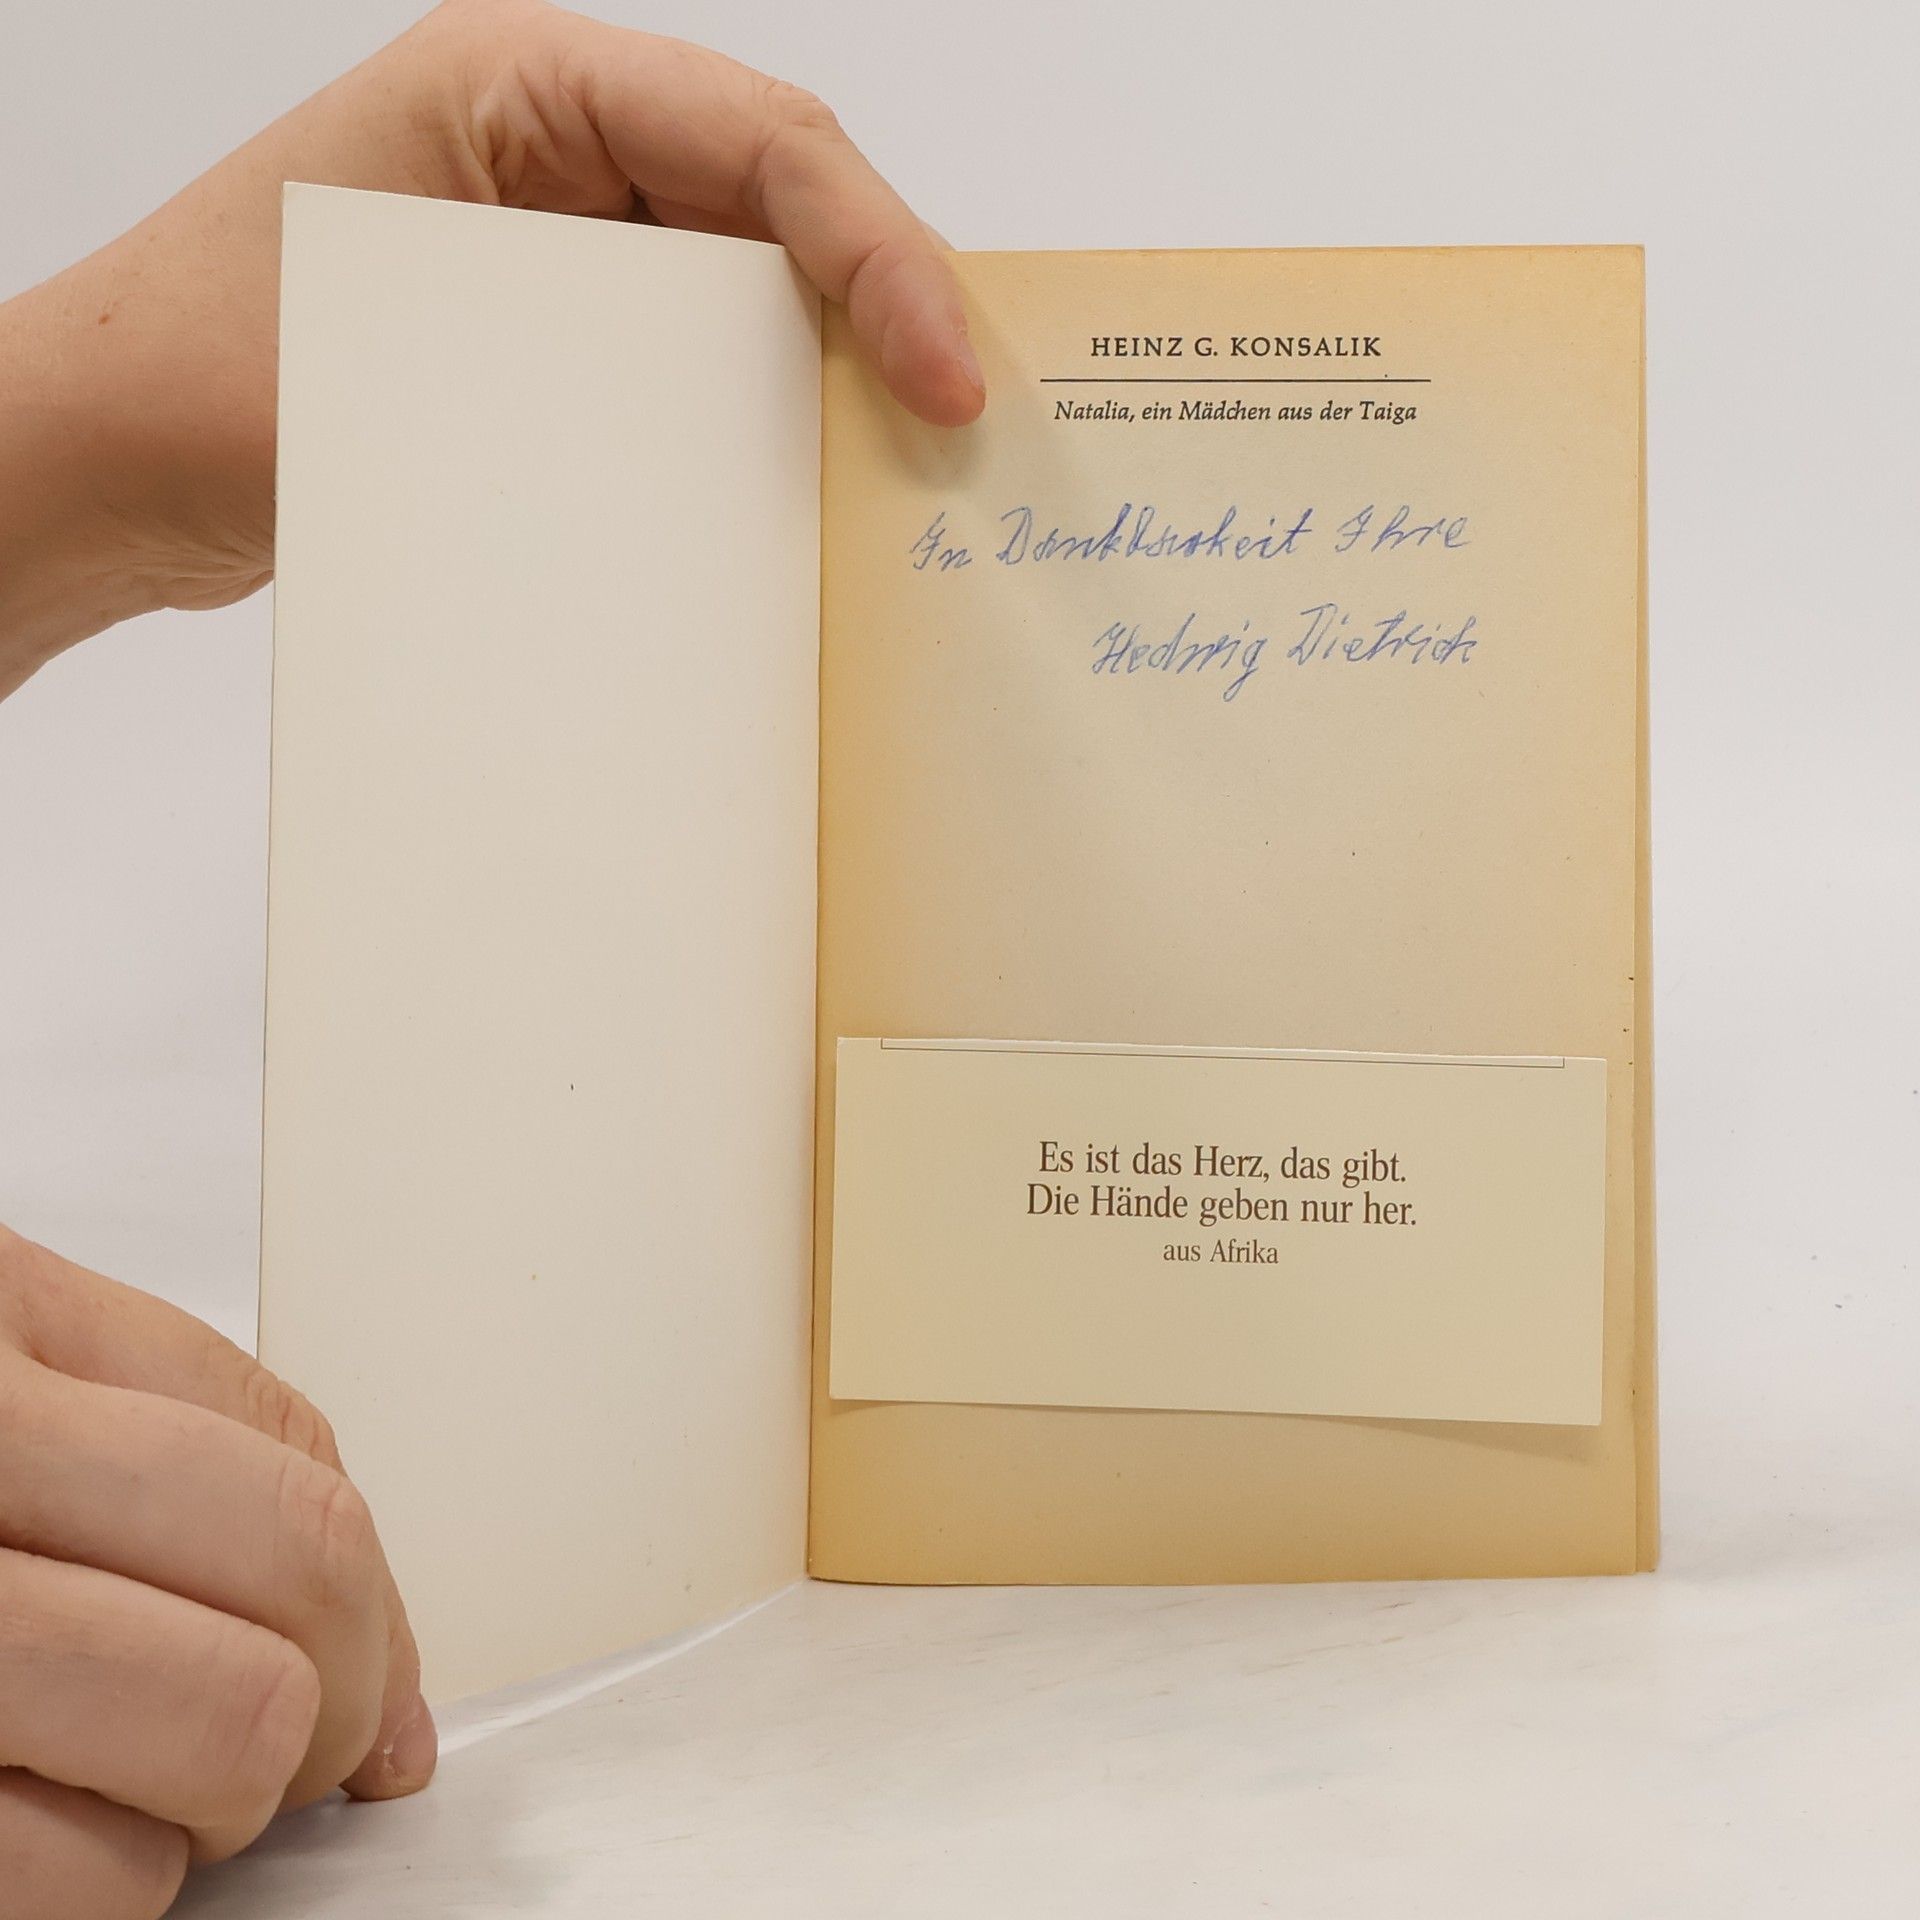 HEINZ G. KONSALIK
Natalia, ein Mädchen aus der Taiga
In Dankbarkeit Ihre
Hedwig Dietrich
Es ist das Herz, das gibt.
Die Hände geben nur her.
aus Afrika